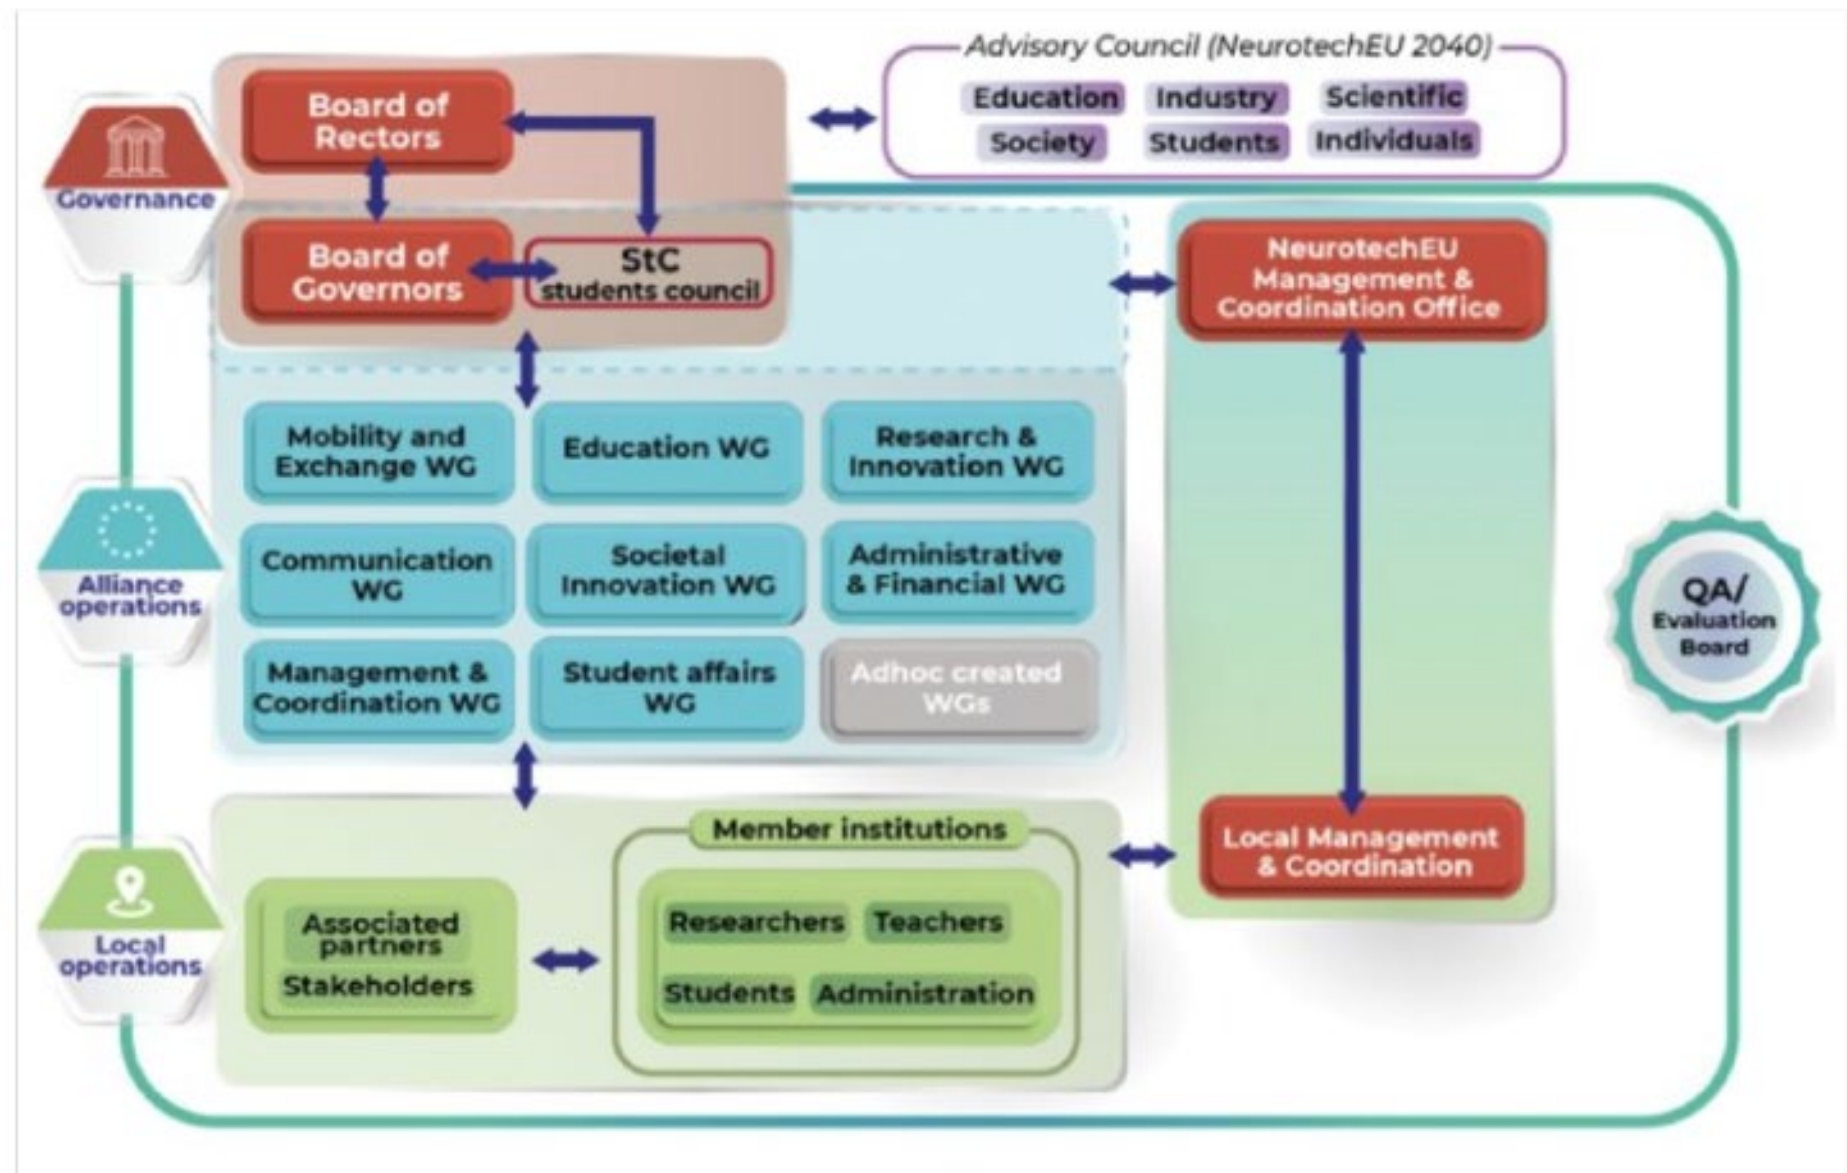 Advisory Council (NeurotechEU 2040)
Education
Industry
Scientific
Society
Students
Individuals
Governance
Board of
Rectors
Board of
Governors
StC
students council
NeurotechEU
Management &
Coordination Office
Alliance
operations
Mobility and
Exchange WG
Education WG
Research &
Innovation WG
Communication
WG
Societal
Innovation WG
Administrative
& Financial WG
Management &
Coordination WG
Student affairs
WG
Adhoc created
WGs
QA/
Evaluation
Board
Local
operations
Associated
partners
Stakeholders
Member institutions
Researchers
Teachers
Students
Administration
Local Management
& Coordination